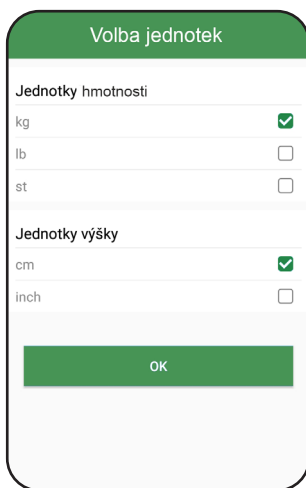 Volba jednotek
Jednotky hmotnosti
kg
lb
st
Jednotky výšky
cm
inch
OK